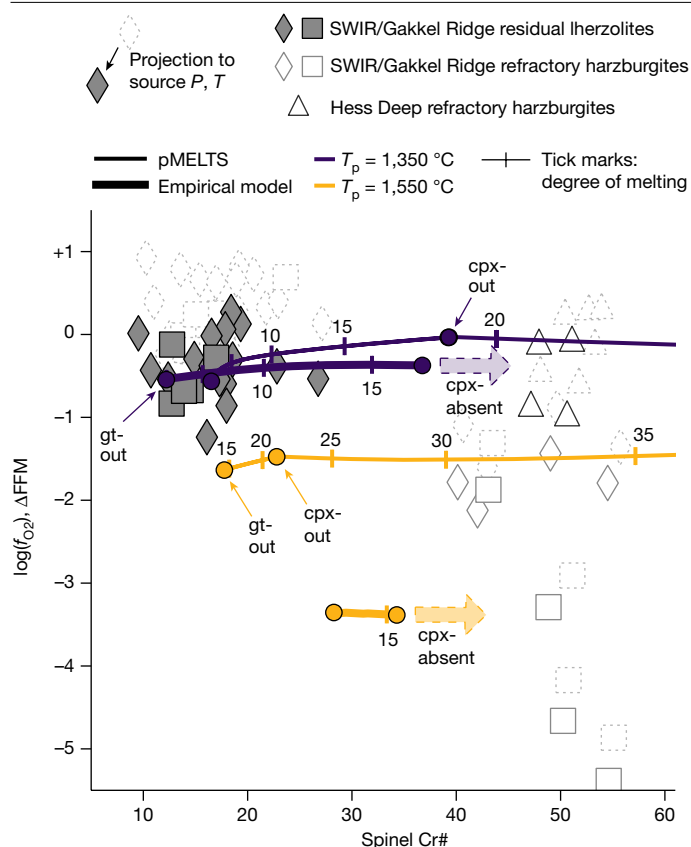 Projection to
source P, T
SWIR/Gakkel Ridge residual lherzolites
SWIR/Gakkel Ridge refractory harzburgites
Hess Deep refractory harzburgites
pMELTS
Empirical model
Tp = 1,350 °C
Tp = 1,550 °C
Tick marks:
degree of melting
+1
0
−1
−2
−3
−4
−5
log(fO2), ΔFFM
cpx-
out
10
15
20
10
15
cpx-
absent
gt-
out
15
20
25
30
35
gt-
out
cpx-
out
15
cpx-
absent
10
20
30
40
50
60
Spinel Cr#